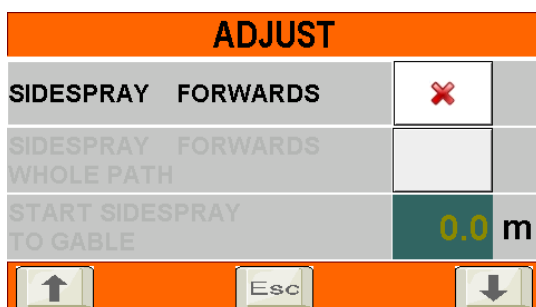 ADJUST
SIDESPRAY FORWARDS
SIDESPRAY FORWARDS
WHOLE PATH
START SIDESPRAY
TO GABLE
0.0 m
Esc